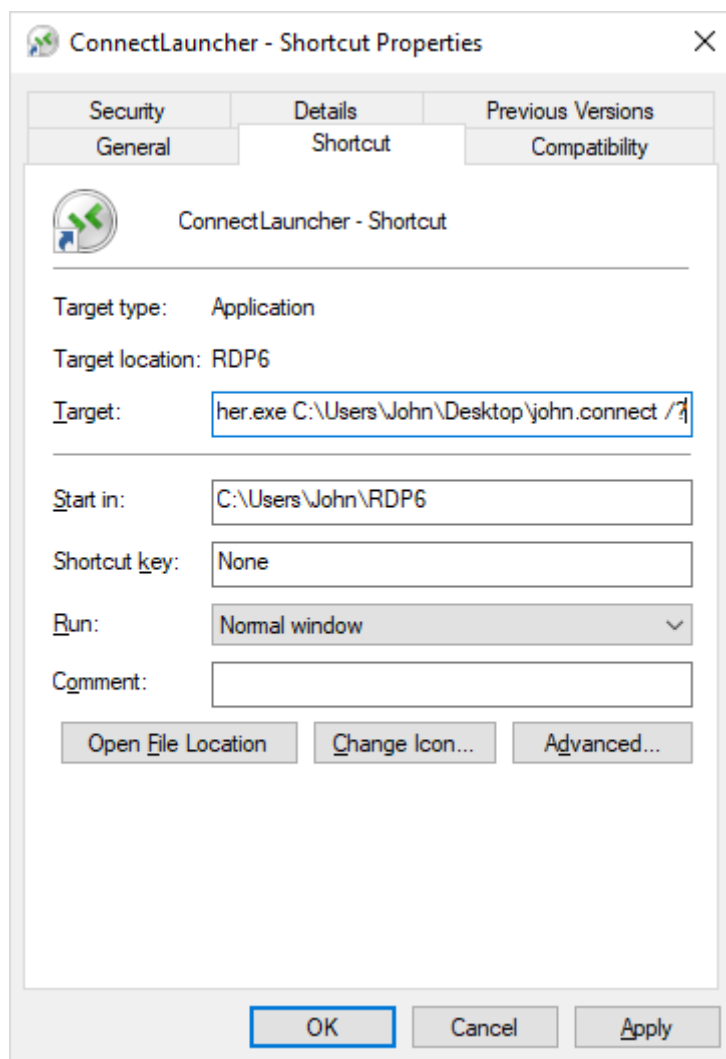 ConnectLauncher - Shortcut Properties
Security Details Previous Versions
General Shortcut Compatibility
ConnectLauncher - Shortcut
Target type: Application
Target location: RDP6
Target: her.exe C:\Users\John\Desktop\john.connect /?
Start in: C:\Users\John\RDP6
Shortcut key: None
Run: Normal window
Comment:
Open File Location Change Icon... Advanced...
OK Cancel Apply